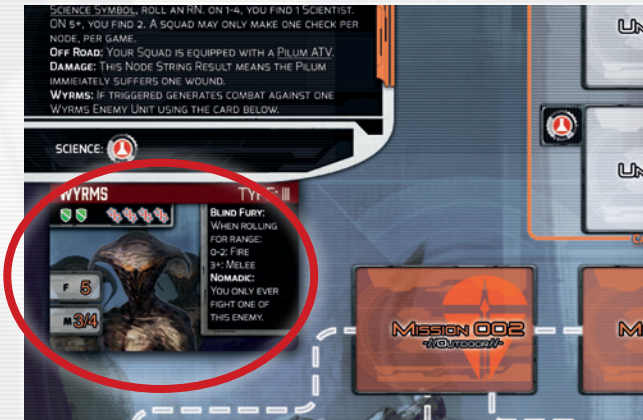 SCIENCE SYMBOL, ROLL AN RN, ON 1-4, YOU FIND 1 SCIENTIST.
ON 5+, YOU FIND 2. A SQUAD MAY ONLY MAKE ONE CHECK PER
NODE, PER GAME.
OFF ROAD: YOUR SQUAD IS EQUIPPED WITH A PILUM ATV.
DAMAGE: THIS NODE STRING RESULT MEANS THE PILUM
IMMIEIATELY SUFFERS ONE WOUND.
WYRMS: IF TRIGGERED GENERATES COMBAT AGAINST ONE
WYRMS ENEMY UNIT USING THE CARD BELOW.
SCIENCE:
WYRMS TYPE: III
BLIND FURY:
WHEN ROLLING
FOR RANGE:
0-2: FIRE
3+: MELEE
NOMADIC:
YOU ONLY EVER
FIGHT ONE OF
THIS ENEMY.
F 5
M 3/4
MISSION 002
-//OUTDOOR//-